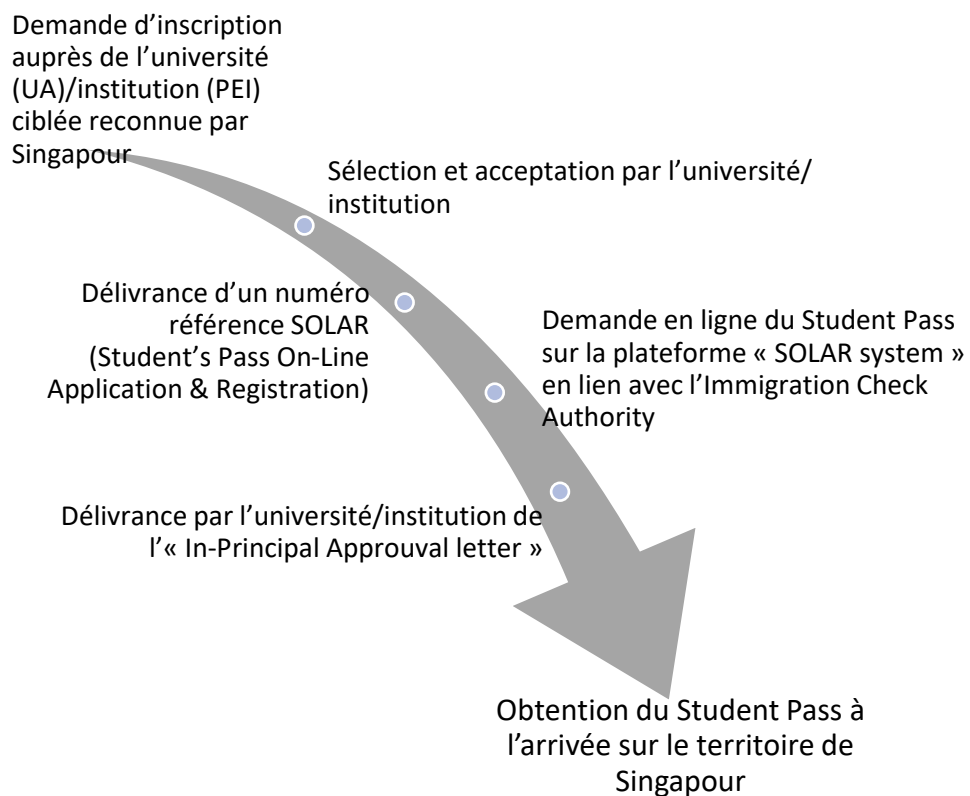 Demande d’inscription
auprès de l’université
(UA)/institution (PEI)
ciblée reconnue par
Singapour
Sélection et acceptation par l’université/
institution
Délivrance d’un numéro
référence SOLAR
(Student’s Pass On-Line
Application & Registration)
Demande en ligne du Student Pass
sur la plateforme « SOLAR system »
en lien avec l’Immigration Check
Authority
Délivrance par l’université/institution de
l’« In-Principal Approuval letter »
Obtention du Student Pass à
l’arrivée sur le territoire de
Singapour